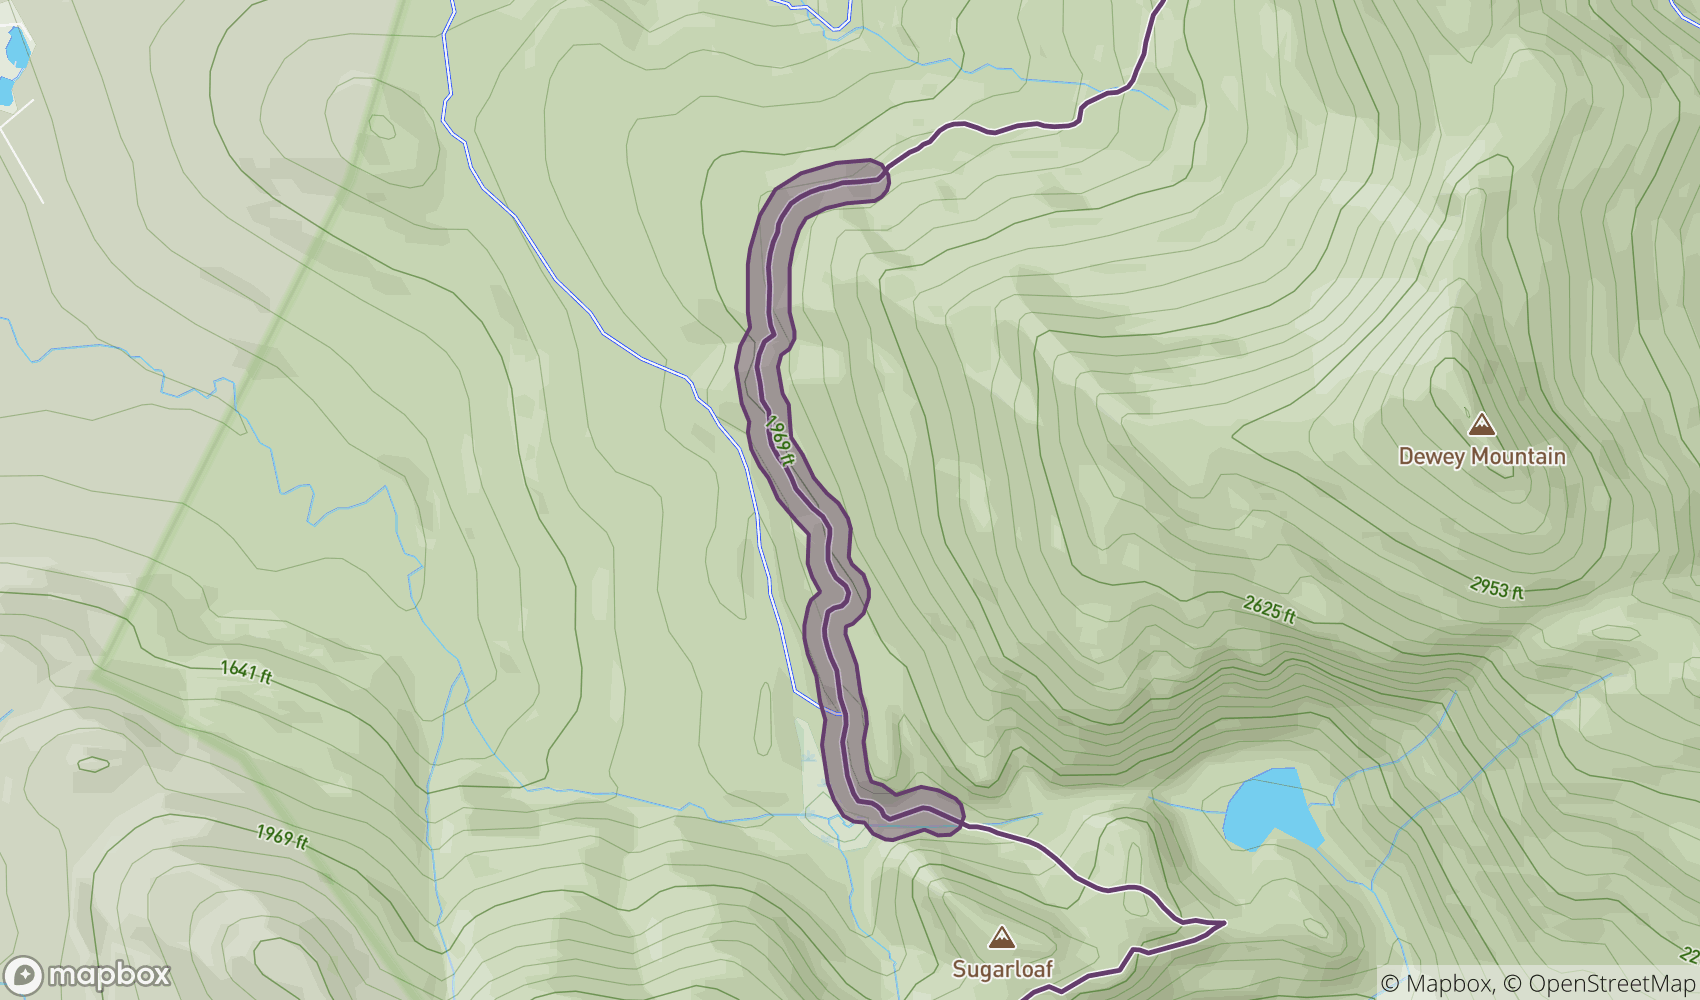 1969 ft
Dewey Mountain
2953 ft
2625 ft
1641 ft
1969 ft
Sugarloaf
mapbox
© Mapbox, © OpenStreetMap